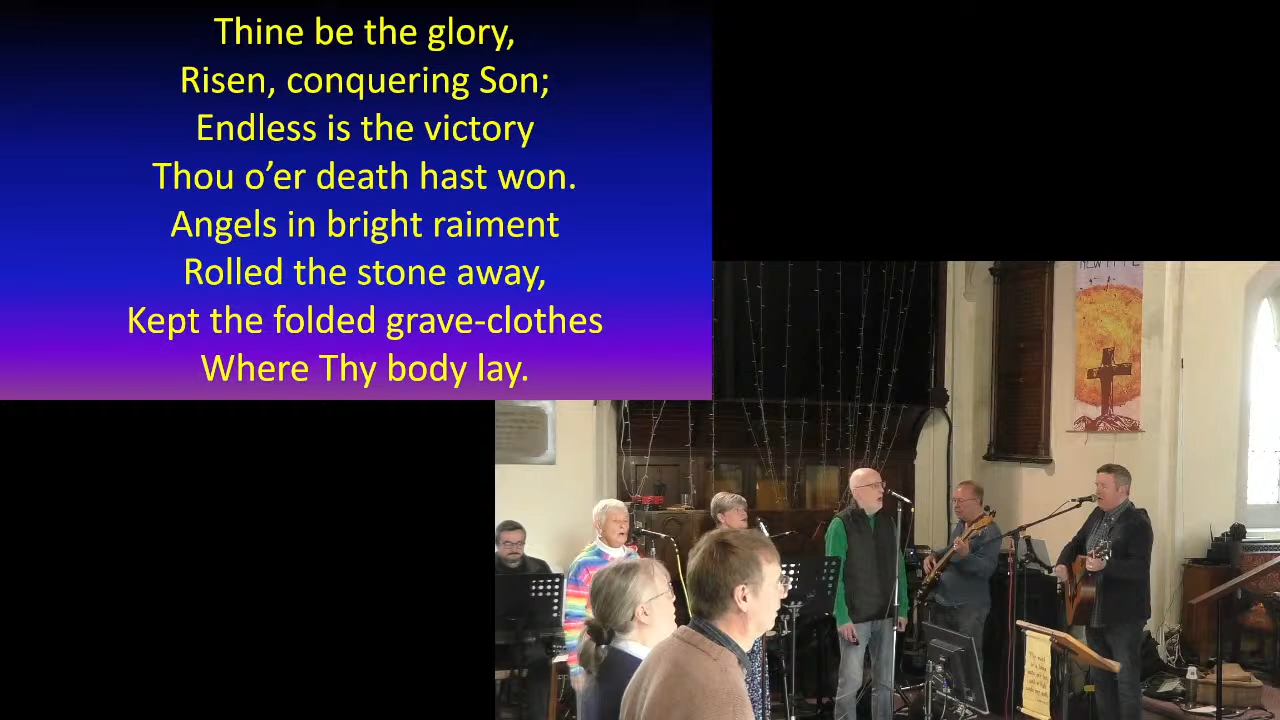 Thine be the glory,
Risen, conquering Son;
Endless is the victory
Thou o’er death hast won.
Angels in bright raiment
Rolled the stone away,
Kept the folded grave-clothes
Where Thy body lay.